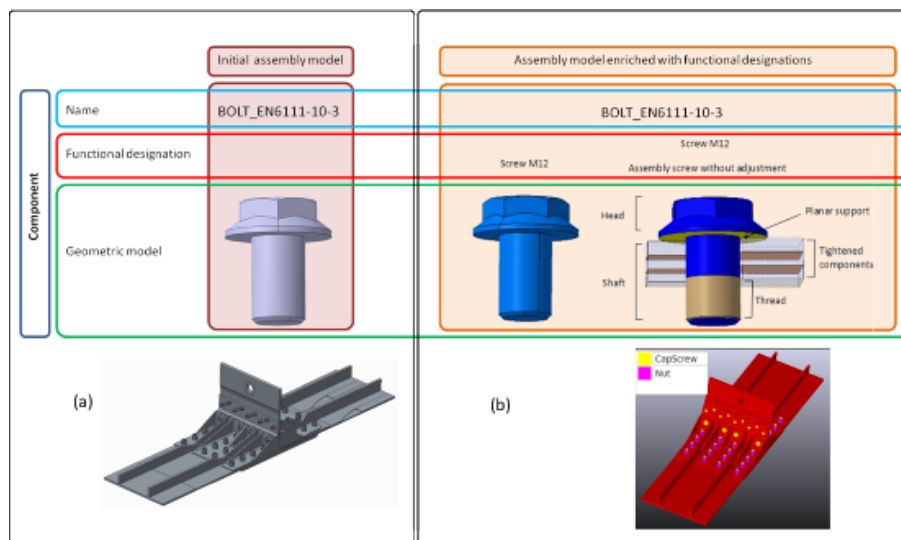 Initial assembly model
Assembly model enriched with functional designations
Component
Name
BOLT_EN6111-10-3
BOLT_EN6111-10-3
Functional designation
Screw M12
Screw M12
Assembly screw without adjustment
Geometric model
Head
Planar support
Shaft
Tightened
components
Thread
(a)
(b)
CapScrew
Nut